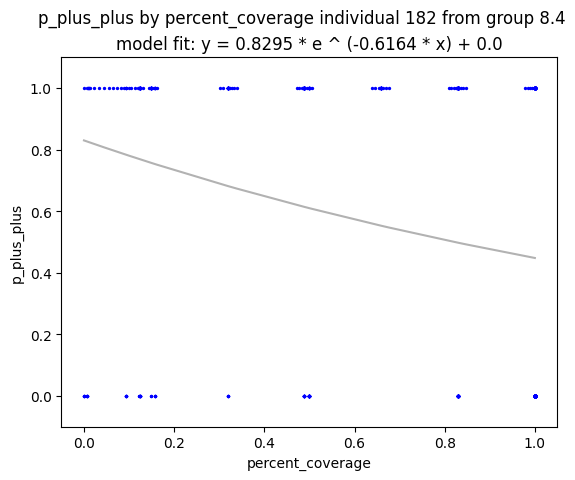 p_plus_plus by percent_coverage individual 182 from group 8.4
model fit: y = 0.8295 * e ^ (-0.6164 * x) + 0.0
1.0
0.8
0.6
0.4
0.2
0.0
p_plus_plus
0.0 0.2 0.4 0.6 0.8 1.0
percent_coverage